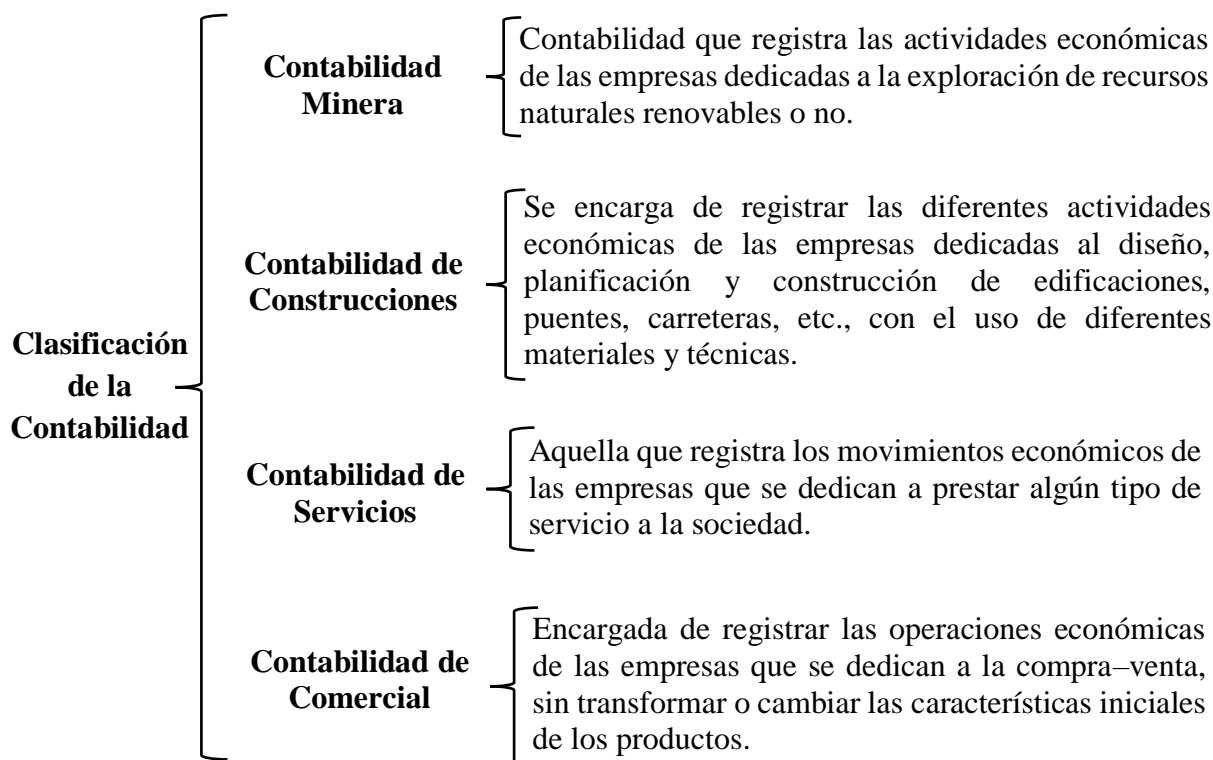 Clasificación
de la
Contabilidad
Contabilidad
Minera
Contabilidad que registra las actividades económicas
de las empresas dedicadas a la exploración de recursos
naturales renovables o no.
Contabilidad de
Construcciones
Se encarga de registrar las diferentes actividades
económicas de las empresas dedicadas al diseño,
planificación y construcción de edificaciones,
puentes, carreteras, etc., con el uso de diferentes
materiales y técnicas.
Contabilidad de
Servicios
Aquella que registra los movimientos económicos de
las empresas que se dedican a prestar algún tipo de
servicio a la sociedad.
Contabilidad de
Comercial
Encargada de registrar las operaciones económicas
de las empresas que se dedican a la compra–venta,
sin transformar o cambiar las características iniciales
de los productos.